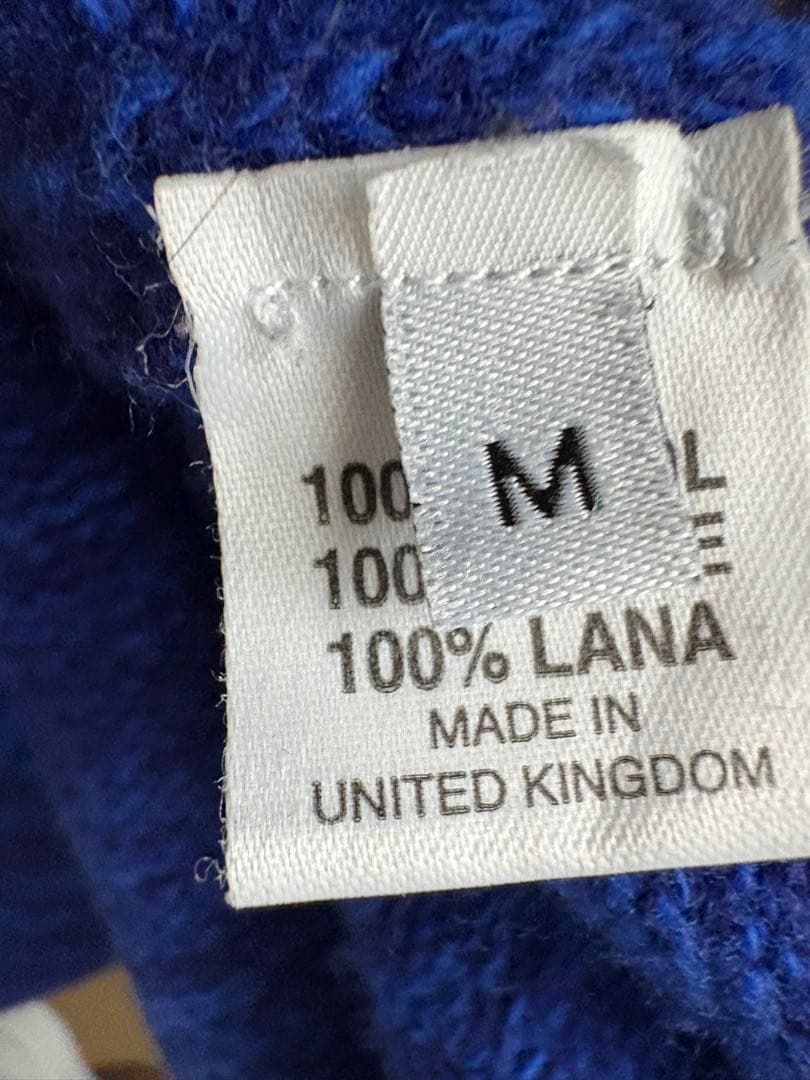 M
100
100
100% LANA
MADE IN
UNITED KINGDOM